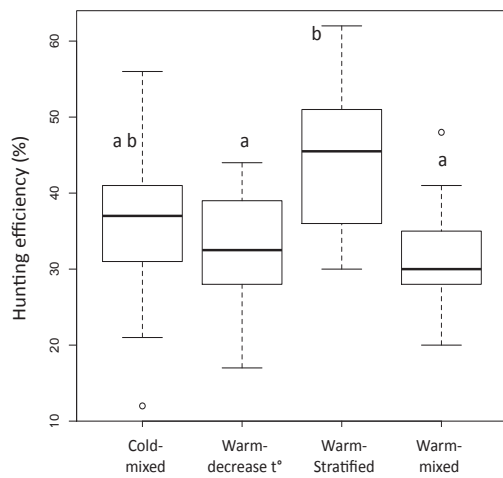 60
50
40
30
20
10
Hunting efficiency (%)
a b
a
b
a
Cold-
mixed
Warm-
decrease t°
Warm-
Stratified
Warm-
mixed